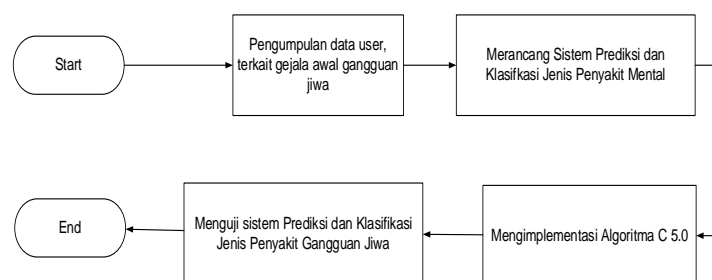 Start
Pengumpulan data user,
terkait gejala awal gangguan
jiwa
Merancang Sistem Prediksi dan
Klasifkasi Jenis Penyakit Mental
Mengimplementasi Algoritma C 5.0
Menguji sistem Prediksi dan Klasifikasi
Jenis Penyakit Gangguan Jiwa
End